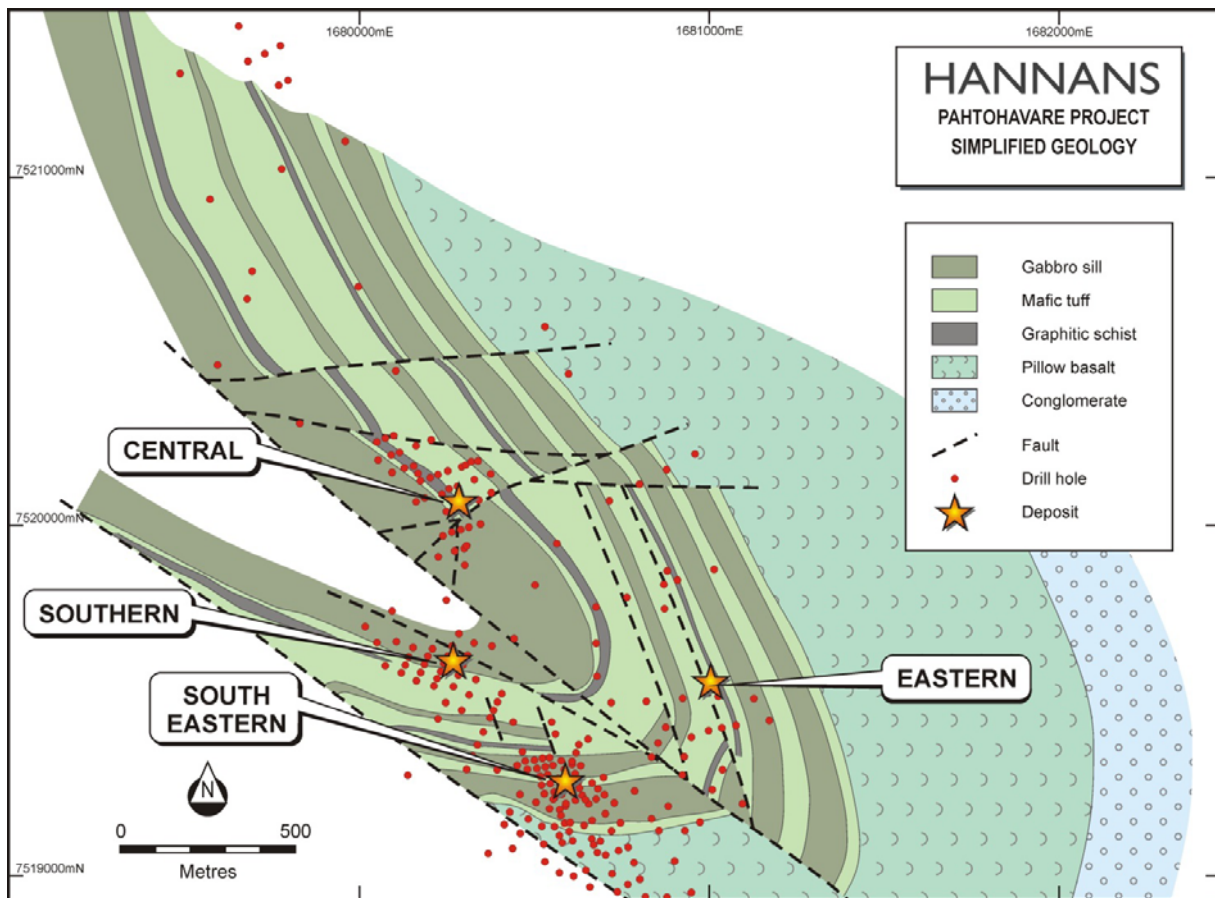 1680000mE
1681000mE
1682000mE
HANNANS
PAHTOHAVARE PROJECT
SIMPLIFIED GEOLOGY
7521000mN
Gabbro sill
Mafic tuff
Graphitic schist
Pillow basalt
Conglomerate
Fault
Drill hole
Deposit
CENTRAL
7520000mN
SOUTHERN
SOUTH
EASTERN
EASTERN
N
0
500
Metres
7519000mN